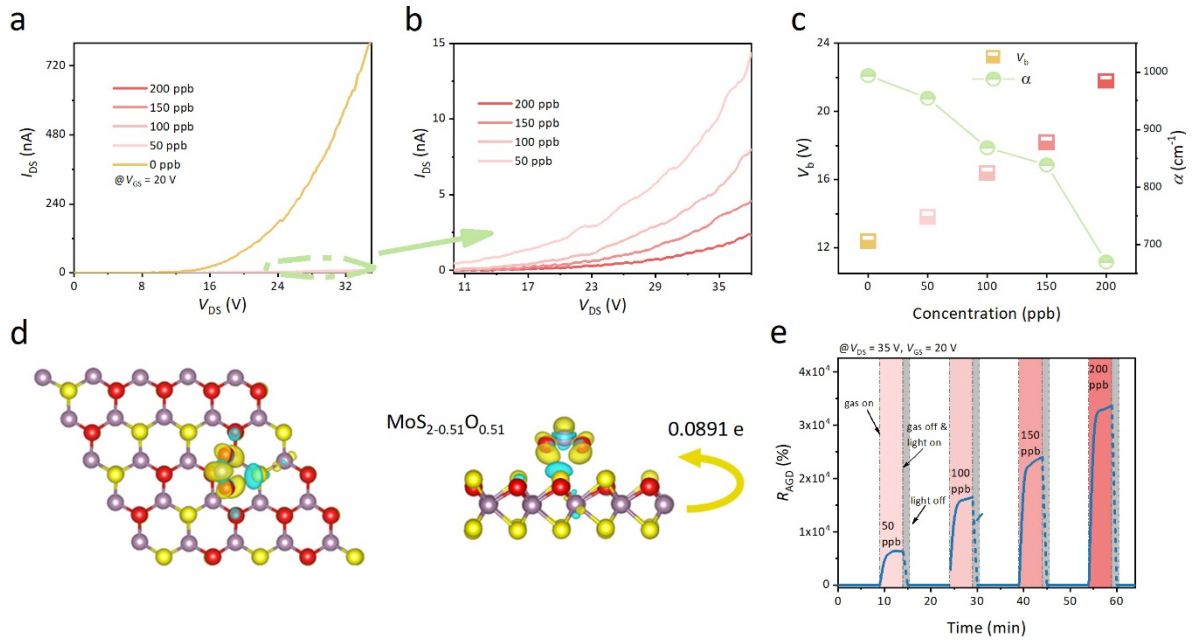 a
720
480
240
0
I_DS (nA)
200 ppb
150 ppb
100 ppb
50 ppb
0 ppb
@V_GS = 20 V
0 8 16 24 32
V_DS (V)
b
15
10
5
0
I_DS (nA)
200 ppb
150 ppb
100 ppb
50 ppb
11 17 23 29 35
V_DS (V)
c
24
20
16
12
V_b (V)
V_b
α
1000
900
800
700
α (cm⁻¹)
0 50 100 150 200
Concentration (ppb)
d
MoS₂₋₀.₅₁O₀.₅₁
0.0891 e
e
@V_DS = 35 V, V_GS = 20 V
4x10⁴
3x10⁴
2x10⁴
1x10⁴
0
R_AGD (%)
gas on
gas off &
light on
light off
50
ppb
100
ppb
150
ppb
200
ppb
0 10 20 30 40 50 60
Time (min)